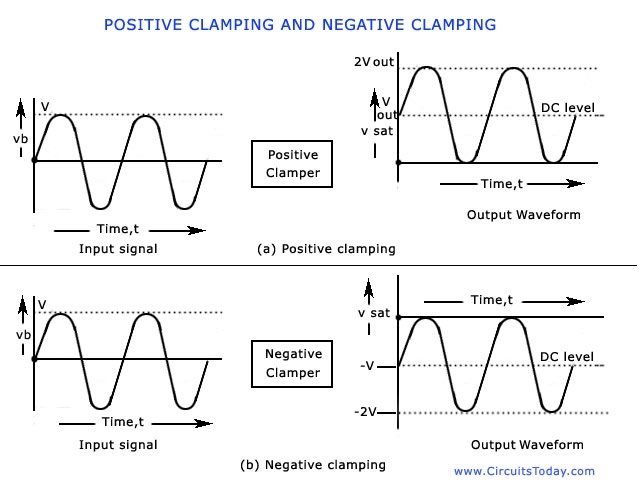 POSITIVE CLAMPING AND NEGATIVE CLAMPING
V
vb
Time,t
Input signal
Positive
Clamper
2V out
V
out
v sat
DC level
Time,t
Output Waveform
(a) Positive clamping
V
vb
Time,t
Input signal
Negative
Clamper
v sat
Time,t
-V
DC level
-2V
Output Waveform
(b) Negative clamping
www.CircuitsToday.com